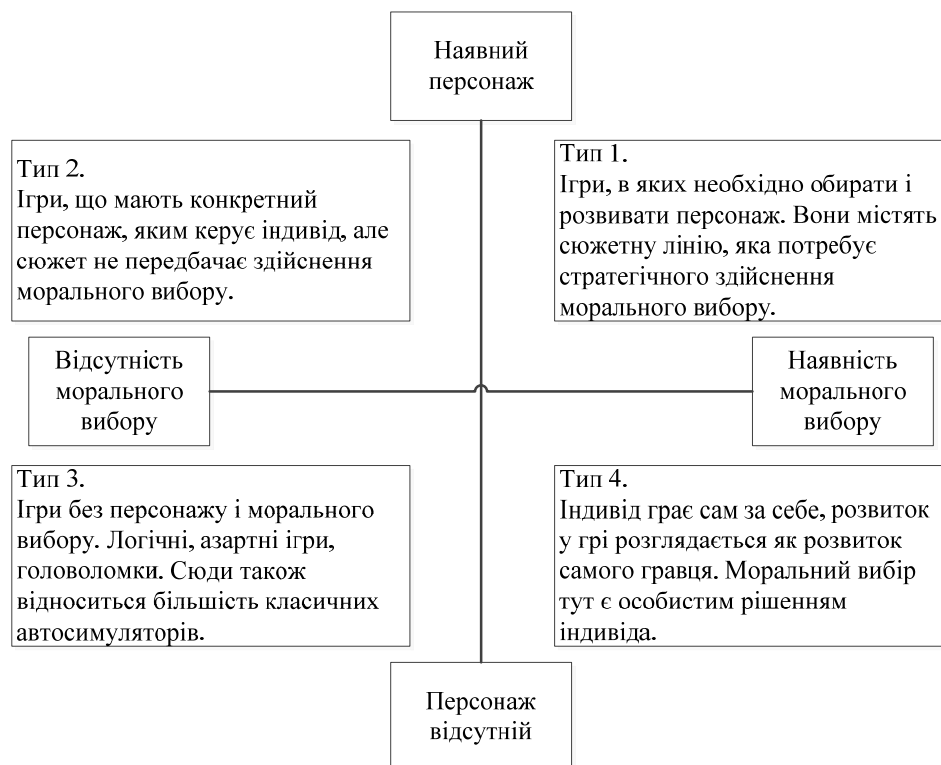 Наявний
персонаж
Тип 2.
Ігри, що мають конкретний
персонаж, яким керує індивід, але
сюжет не передбачає здійснення
морального вибору.
Тип 1.
Ігри, в яких необхідно обирати і
розвивати персонаж. Вони містять
сюжетну лінію, яка потребує
стратегічного здійснення
морального вибору.
Відсутність
морального
вибору
Наявність
морального
вибору
Тип 3.
Ігри без персонажу і морального
вибору. Логічні, азартні ігри,
головоломки. Сюди також
відноситься більшість класичних
автосимуляторів.
Тип 4.
Індивід грає сам за себе, розвиток
у грі розглядається як розвиток
самого гравця. Моральний вибір
тут є особистим рішенням
індивіда.
Персонаж
відсутній